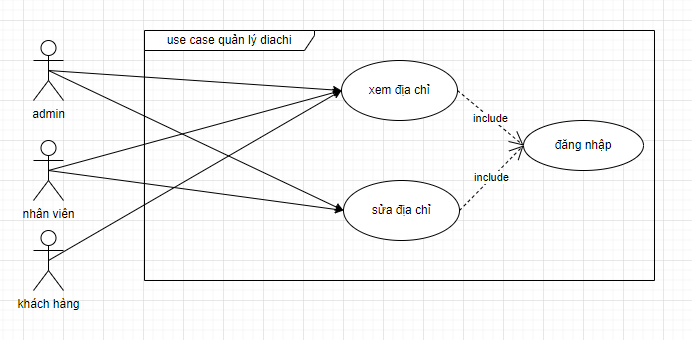 use case quản lý diachi
xem địa chỉ
admin
include
đăng nhập
include
nhân viên
sửa địa chỉ
khách hàng